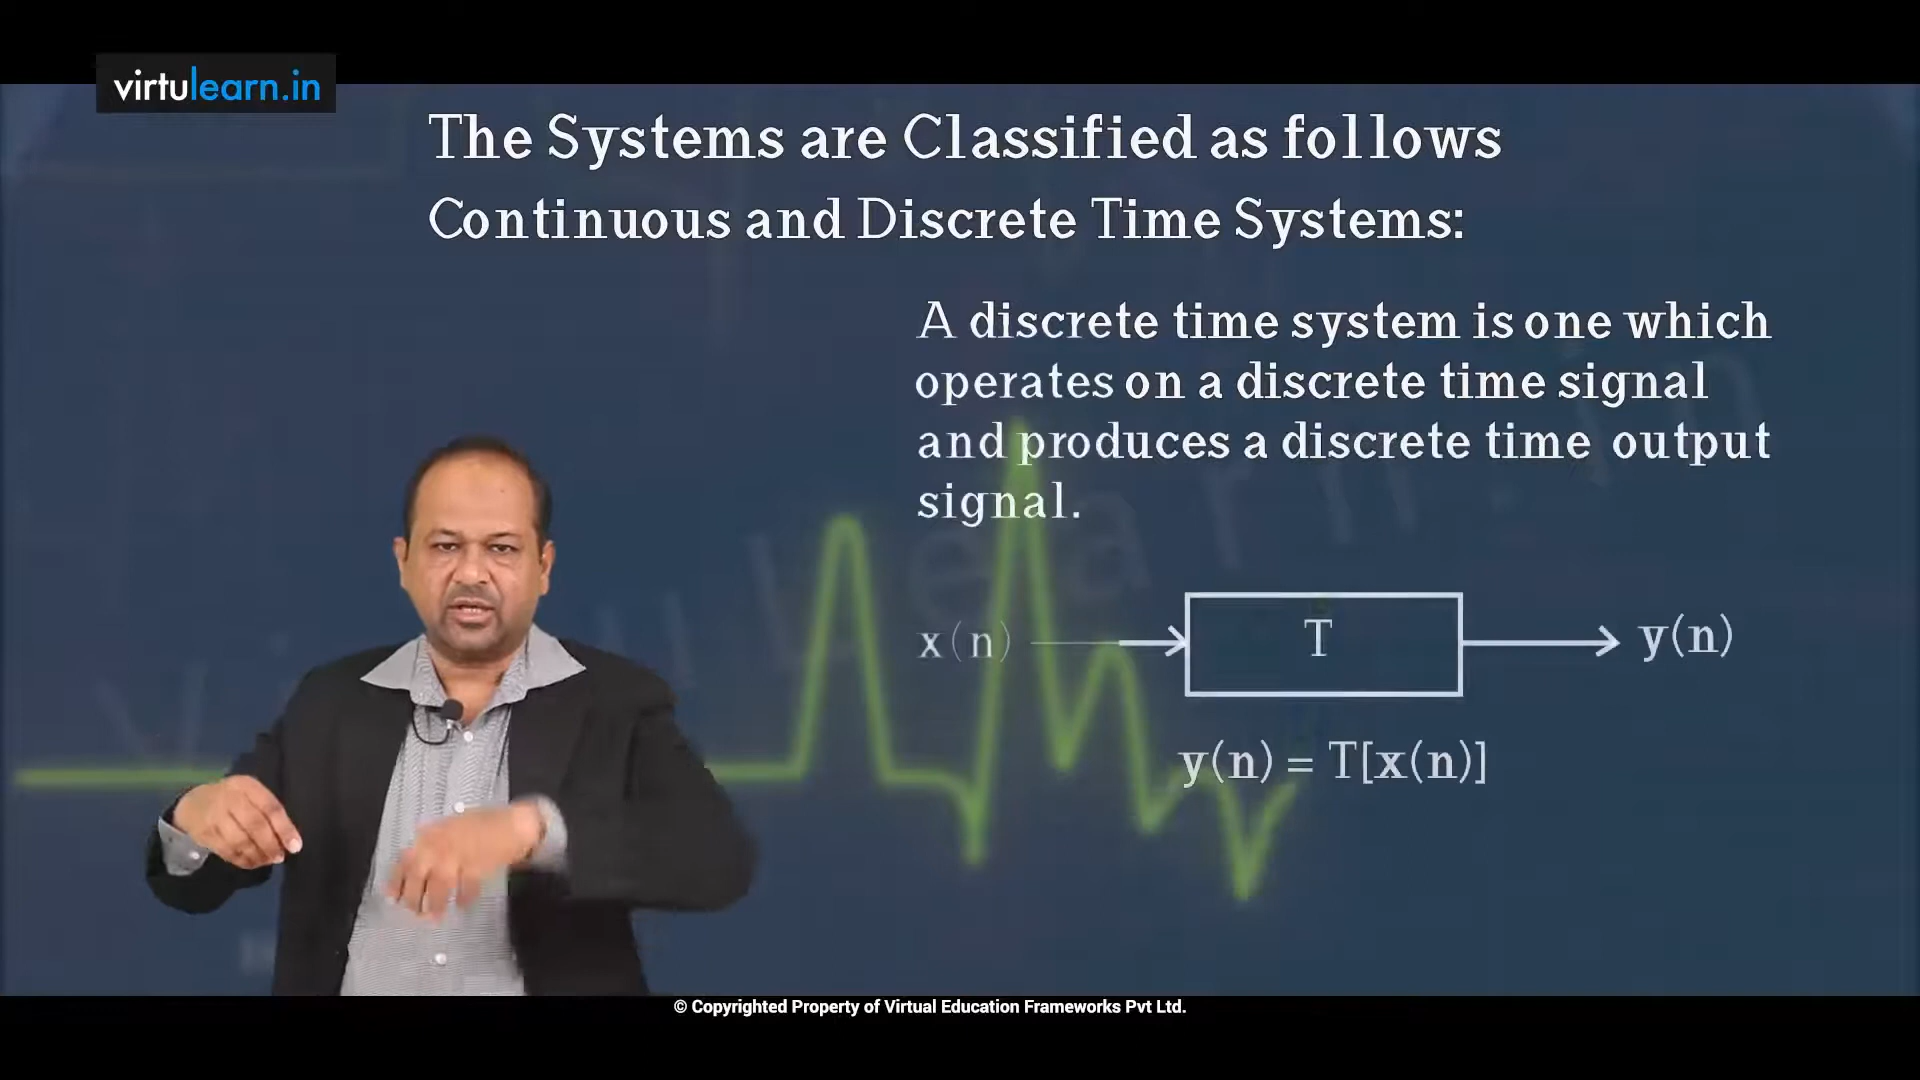 virtulearn.in
The Systems are Classified as follows
Continuous and Discrete Time Systems:
A discrete time system is one which
operates on a discrete time signal
and produces a discrete time output
signal.
x(n) T y(n)
y(n) = T[x(n)]
© Copyrighted Property of Virtual Education Frameworks Pvt Ltd.